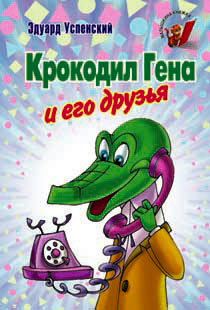 Эдуард Успенский
Крокодил Гена
и его друзья